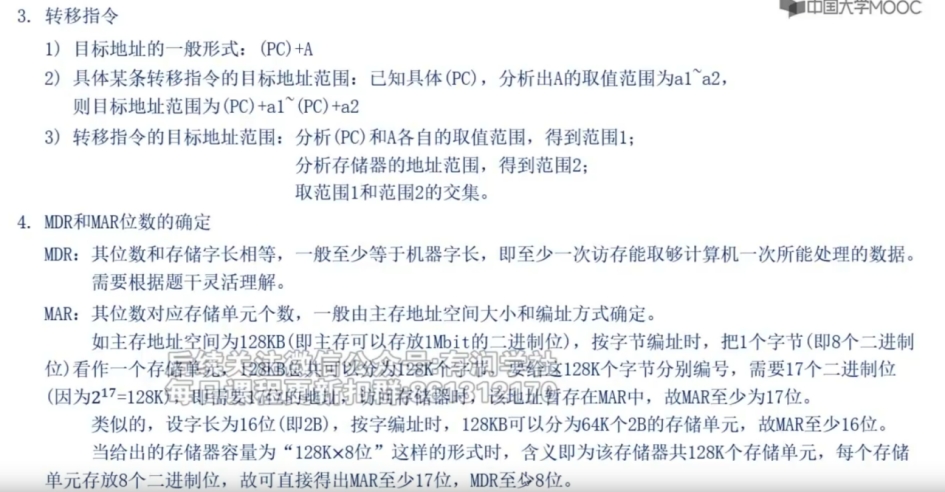 中国大学MOOC
3. 转移指令
1) 目标地址的一般形式：(PC)+A
2) 具体某条转移指令的目标地址范围：已知具体(PC)，分析出A的取值范围为a1~a2，
则目标地址范围为(PC)+a1~(PC)+a2
3) 转移指令的目标地址范围：分析(PC)和A各自的取值范围，得到范围1；
分析存储器的地址范围，得到范围2；
取范围1和范围2的交集。
4. MDR和MAR位数的确定
MDR：其位数和存储字长相等，一般至少等于机器字长，即至少一次访存能取够计算机一次所能处理的数据。
需要根据题干灵活理解。
MAR：其位数对应存储单元个数，一般由主存地址空间大小和编址方式确定。
如主存地址空间为128KB(即主存可以存放1Mbit的二进制位)，按字节编址时，把1个字节(即8个二进制
位)看作一个存储单元，128KB总共可以分为128K个字节，要给这128K个字节分别编号，需要17个二进制位
(因为2¹⁷=128K)，即需要17位的地址，访问存储器时，该地址暂存在MAR中，故MAR至少为17位。
类似的，设字长为16位(即2B)，按字编址时，128KB可以分为64K个2B的存储单元，故MAR至少16位。
当给出的存储器容量为“128K×8位”这样的形式时，含义即为该存储器共128K个存储单元，每个存储
单元存放8个二进制位，故可直接得出MAR至少17位，MDR至少8位。